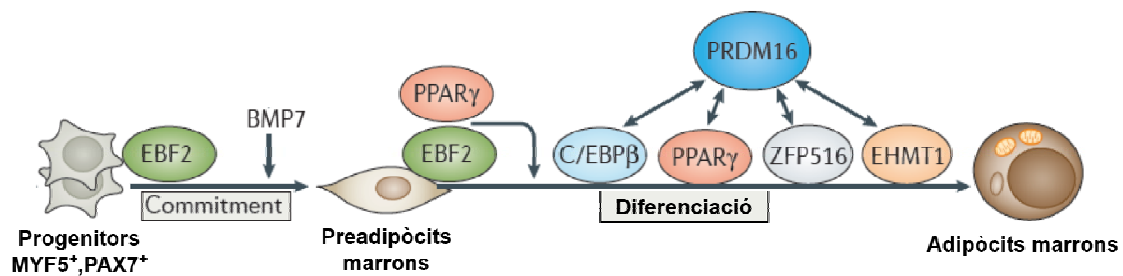 PRDM16
PPARγ
BMP7
EBF2
EBF2
C/EBPβ
PPARγ
ZFP516
EHMT1
Commitment
Diferenciació
Progenitors
MYF5+,PAX7+
Preadipòcits
marrons
Adipòcits marrons